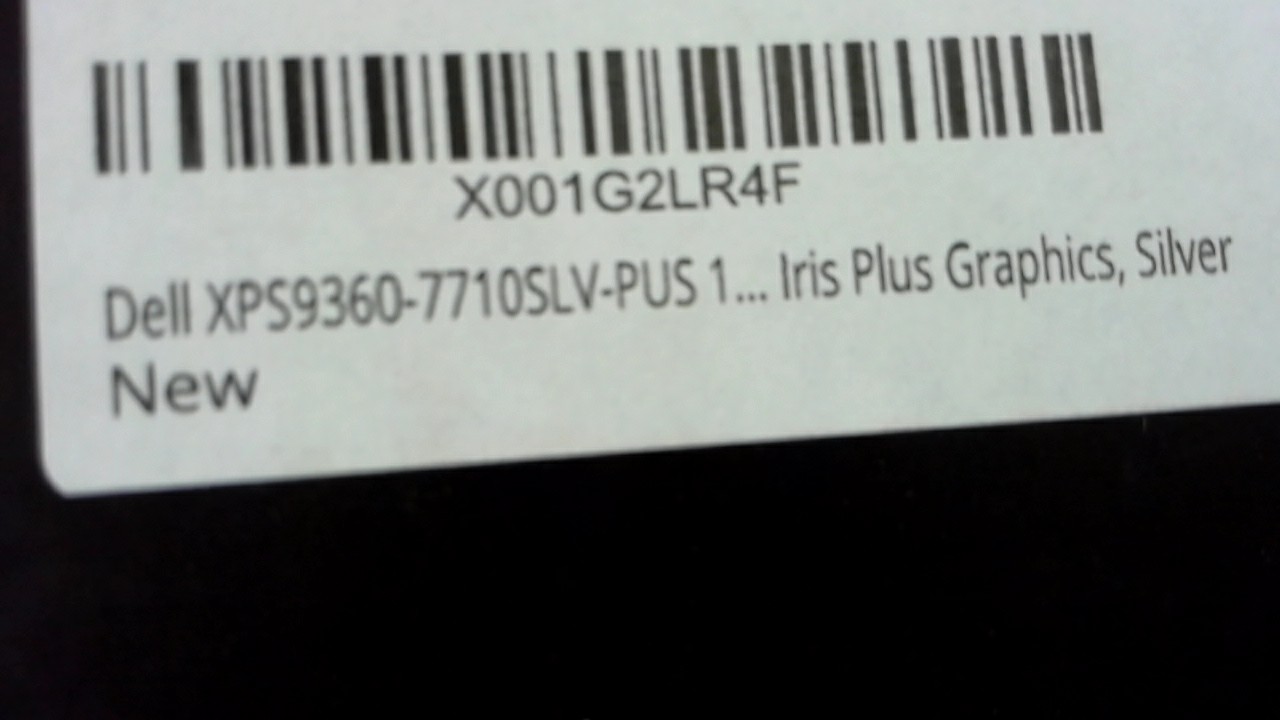 X001G2LR4F
Dell XPS9360-7710SLV-PUS 1... Iris Plus Graphics, Silver
New